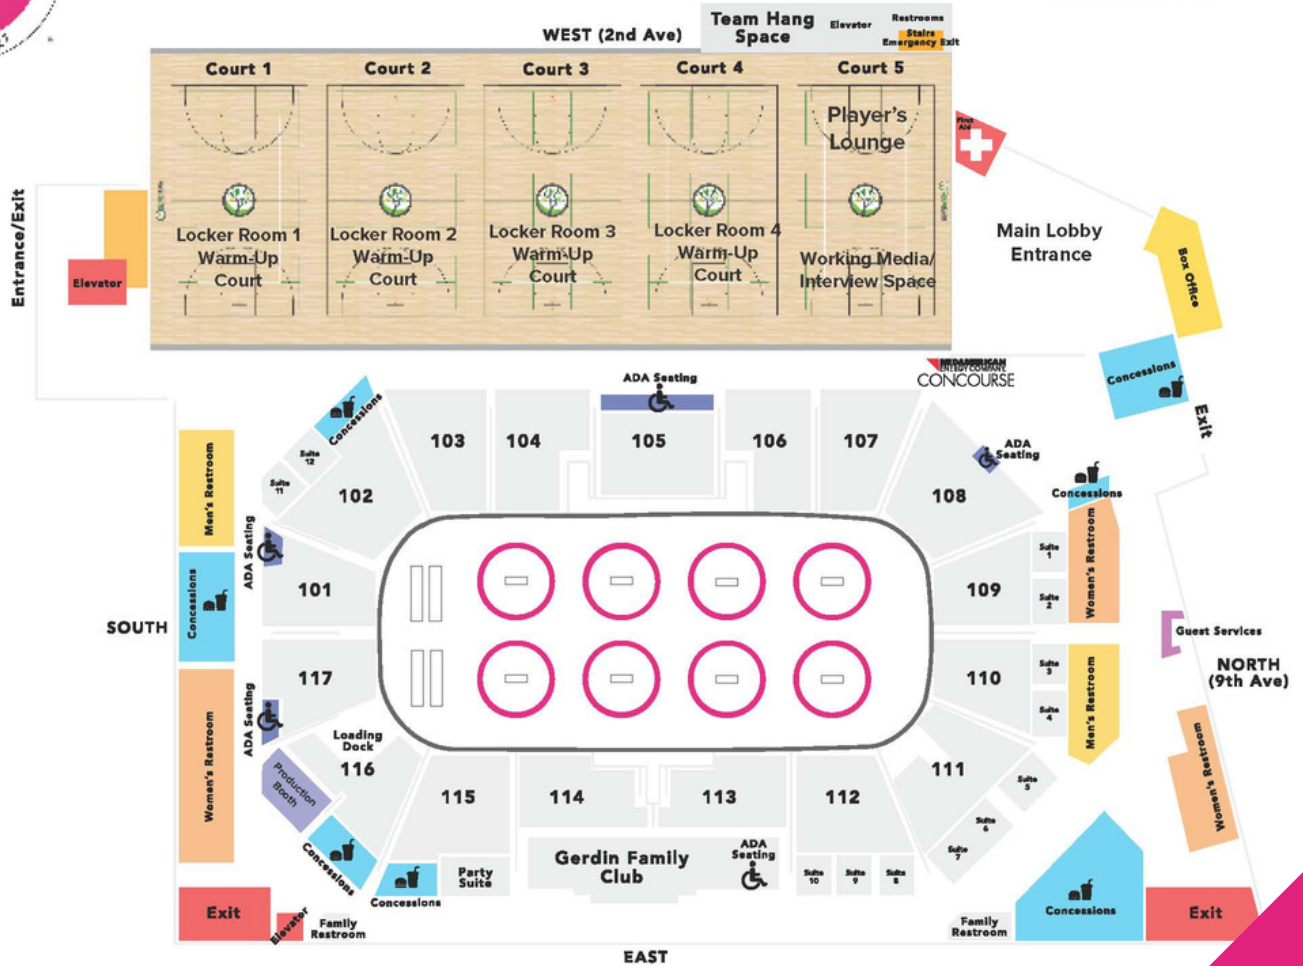 Team Hang
Space
Elevator
Restrooms
Stairs
Emergency Exit
WEST (2nd Ave)
Court 1
Court 2
Court 3
Court 4
Court 5
Player's
Lounge
First
Aid
Entrance/Exit
Elevator
Locker Room 1
Warm-Up
Court
Locker Room 2
Warm-Up
Court
Locker Room 3
Warm-Up
Court
Locker Room 4
Warm-Up
Court
Working Media/
Interview Space
Main Lobby
Entrance
Box Office
MIDAMERICAN
ENERGY COMPANY
CONCOURSE
Concessions
Exit
ADA Seating
Concessions
Suite
12
Suite
11
102
103
104
105
106
107
108
ADA
Seating
Concessions
Men's Restroom
ADA Seating
101
Concessions
109
Suite
1
Suite
2
Women's Restroom
SOUTH
Guest Services
NORTH
(9th Ave)
117
ADA Seating
Women's Restroom
110
Suite
3
Suite
4
Men's Restroom
Women's Restroom
Loading
Dock
116
Production
Booth
115
114
113
112
111
Suite
5
Suite
6
Suite
7
Concessions
Concessions
Party
Suite
Gerdin Family
Club
ADA
Seating
Suite
10
Suite
9
Suite
8
Exit
Elevator
Family
Restroom
Family
Restroom
Concessions
Exit
EAST